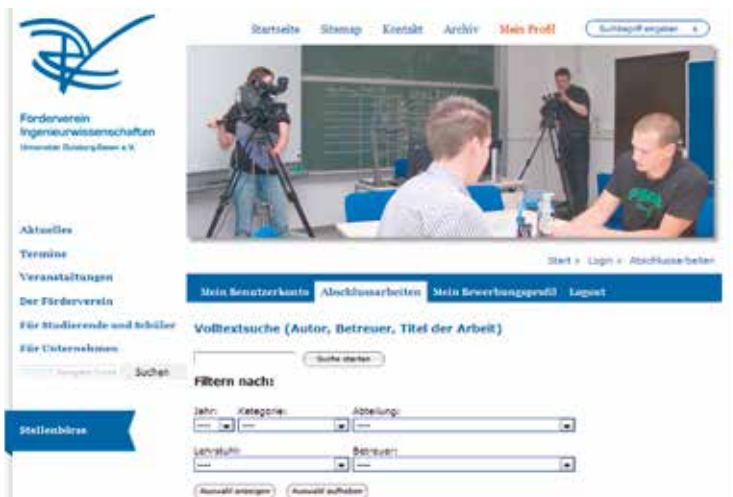 Startseite Sitemap Kontakt Archiv Mein Profil Suchbegriff eingeben
Förderverein
Ingenieurwissenschaften
Universität Duisburg-Essen e.V.
Aktuelles
Termine
Veranstaltungen
Der Förderverein
Für Studierende und Schüler
Für Unternehmen
Suchen
Stellenbörse
Start » Login » Abschlussarbeiten
Mein Benutzerkonto Abschlussarbeiten Mein Bewerbungsprofil Logout
Volltextsuche (Autor, Betreuer, Titel der Arbeit)
Suche starten
Filtern nach:
Jahr: Kategorie: Abteilung:
---- ---- ----
Lehrstuhl: Betreuer:
---- ----
Auswahl anzeigen Auswahl aufheben